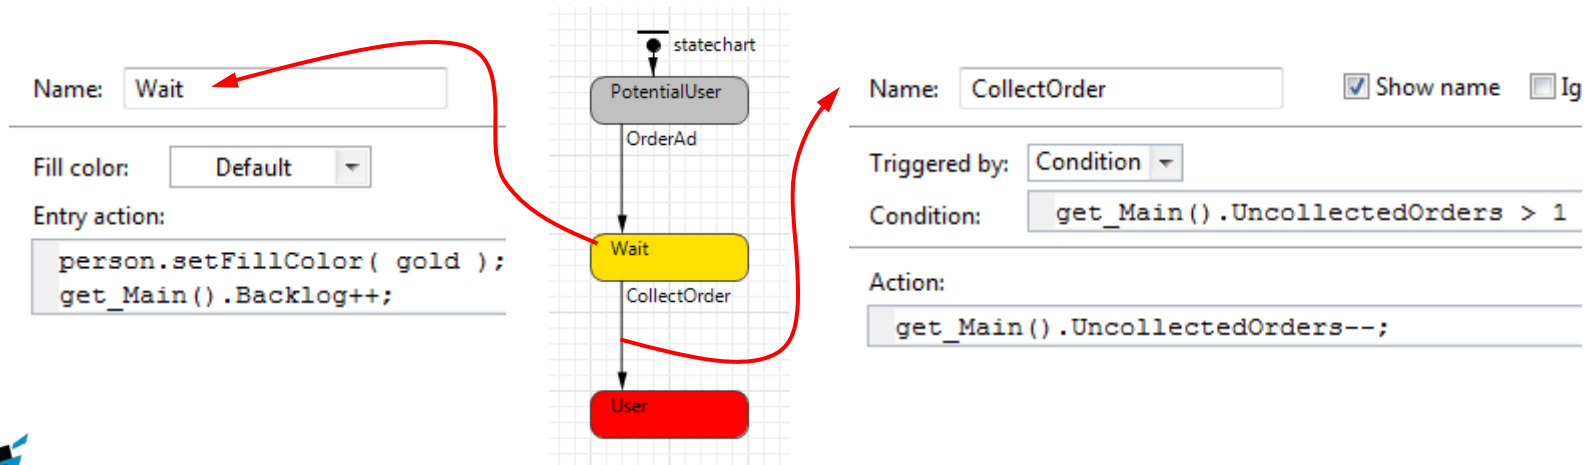 Name: Wait
Fill color: Default
Entry action:
person.setFillColor( gold );
get_Main().Backlog++;
statechart
PotentialUser
OrderAd
Wait
CollectOrder
User
Name: CollectOrder Show name Ig
Triggered by: Condition
Condition: get_Main().UncollectedOrders > 1
Action:
get_Main().UncollectedOrders--;